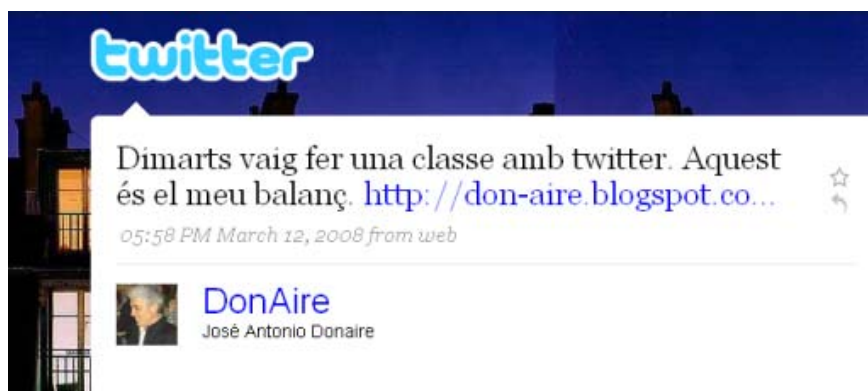 twitter
Dimarts vaig fer una classe amb twitter. Aquest
és el meu balanç. http://don-aire.blogspot.co...
05:58 PM March 12, 2008 from web
DonAire
José Antonio Donaire